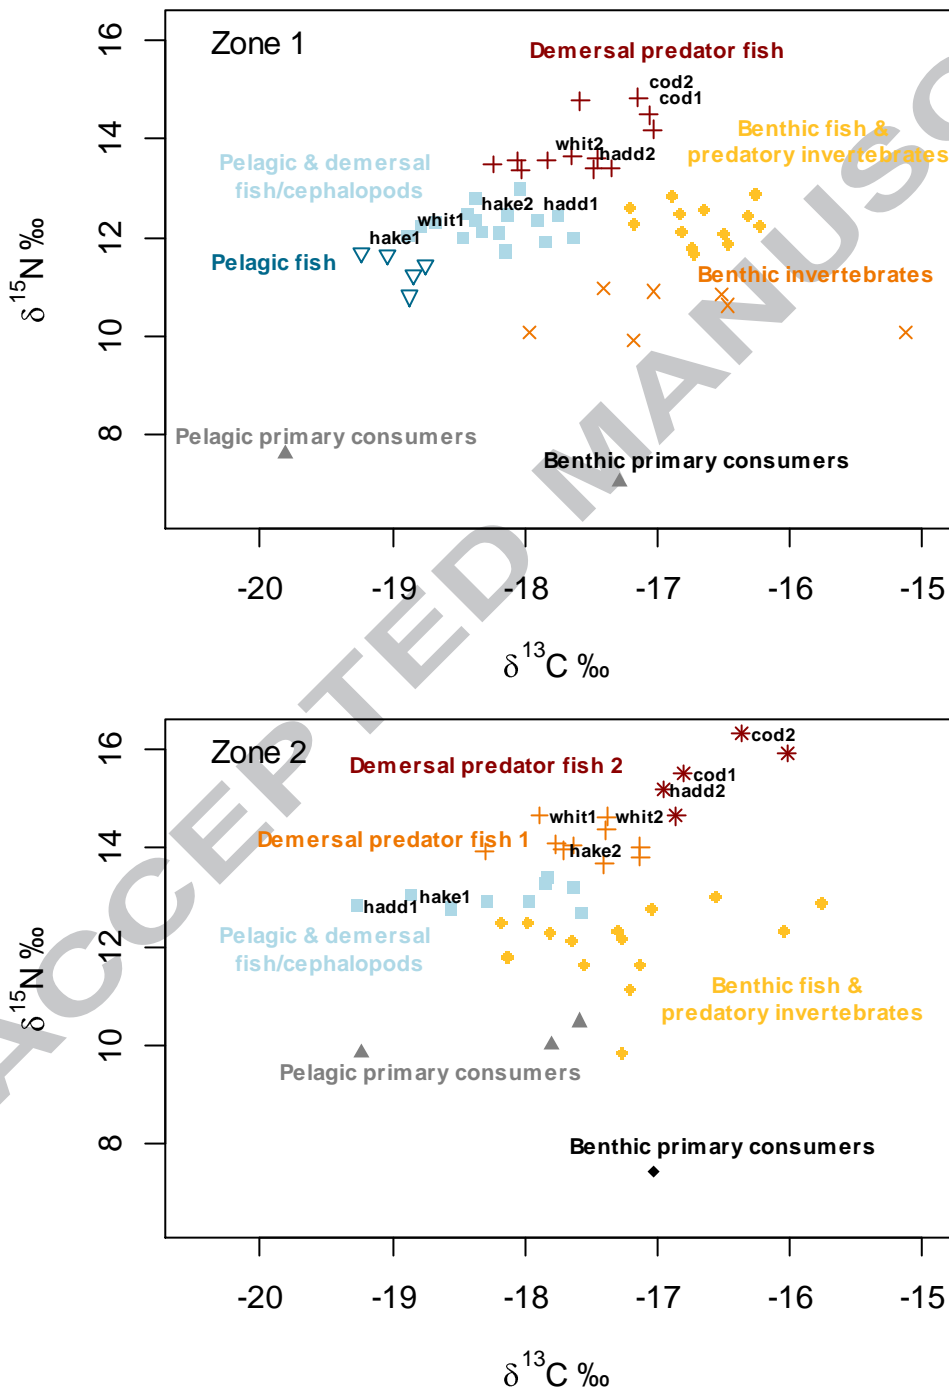 Zone 1
Demersal predator fish
cod2
cod1
Benthic fish &
predatory invertebrates
whit2
hadd2
Pelagic & demersal
fish/cephalopods
hake2
hadd1
whit1
hake1
Pelagic fish
Benthic invertebrates
Pelagic primary consumers
Benthic primary consumers
16
14
12
10
8
δ 15N ‰
-20 -19 -18 -17 -16 -15
δ 13C ‰
ACCEPTED MANUSC
Zone 2
cod2
Demersal predator fish 2
cod1
hadd2
whit1
whit2
Demersal predator fish 1
hake2
hake1
hadd1
Pelagic & demersal
fish/cephalopods
Benthic fish &
predatory invertebrates
Pelagic primary consumers
Benthic primary consumers
16
14
12
10
8
δ 15N ‰
-20 -19 -18 -17 -16 -15
δ 13C ‰